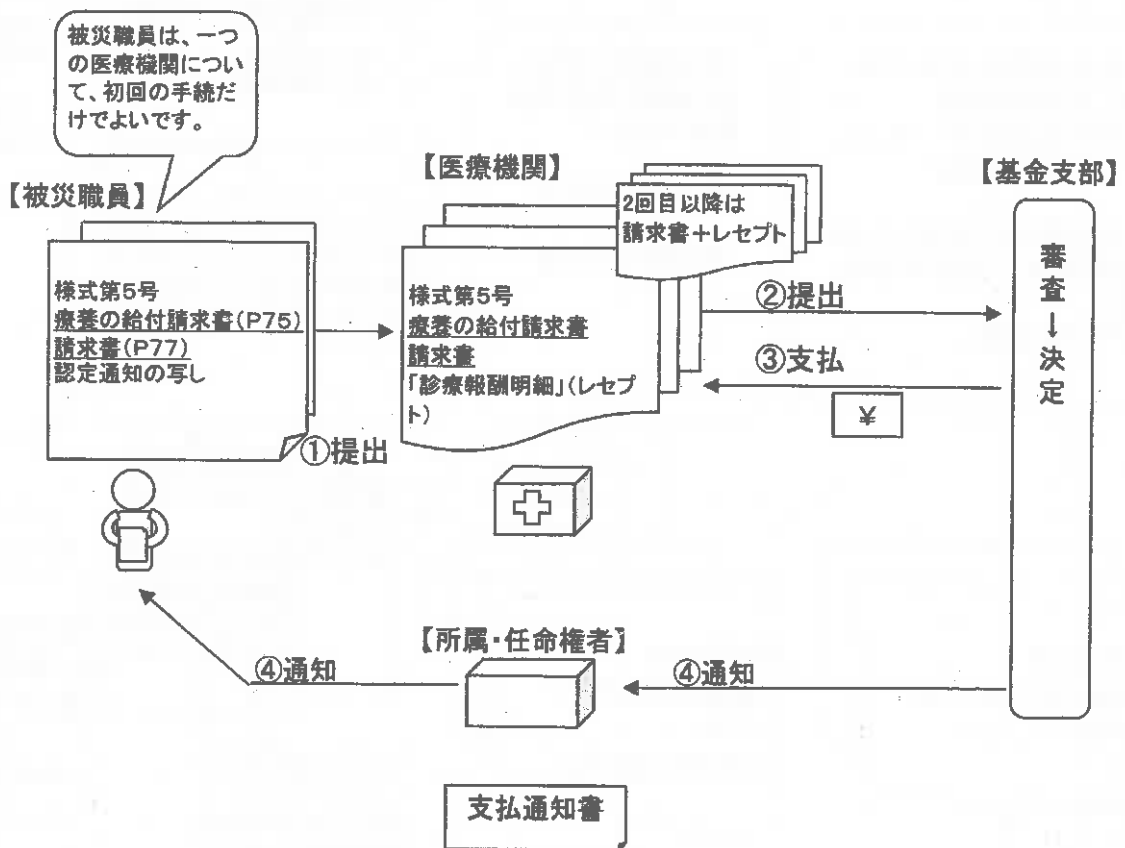 被災職員は、一つ
の医療機関につい
て、初回の手続だ
けでよいです。
【被災職員】
様式第5号
療養の給付請求書(P75)
請求書(P77)
認定通知の写し
①提出
【医療機関】
2回目以降は
請求書+レセプト
様式第5号
療養の給付請求書
請求書
「診療報酬明細」(レセプ
ト)
②提出
③支払
¥
【基金支部】
審査→決定
【所属・任命権者】
④通知
④通知
支払通知書